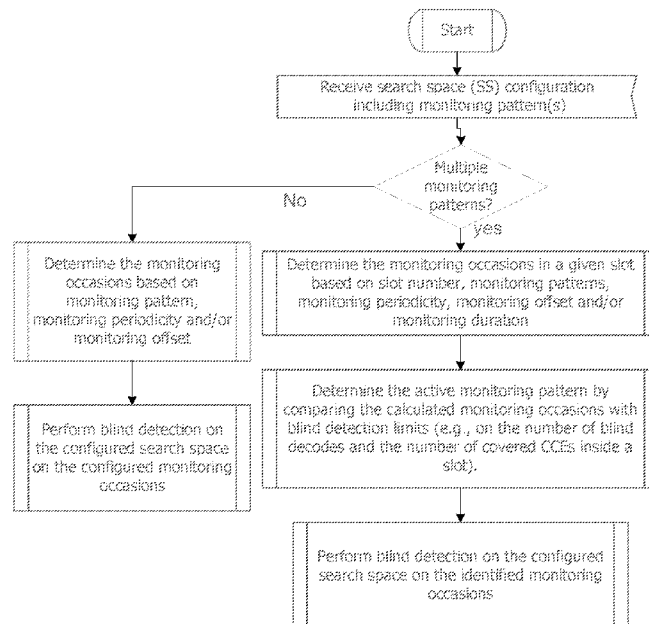 Start
Receive search space (SS) configuration
including monitoring pattern(s)
Multiple
monitoring
patterns?
No
yes
Determine the monitoring
occasions based on
monitoring pattern,
monitoring periodicity and/or
monitoring offset
Perform blind detection on
the configured search space
on the configured monitoring
occasions
Determine the monitoring occasions in a given slot
based on slot number, monitoring patterns,
monitoring periodicity, monitoring offset and/or
monitoring duration
Determine the active monitoring pattern by
comparing the calculated monitoring occasions with
blind detection limits (e.g., on the number of blind
decodes and the number of covered CCEs inside a
slot).
Perform blind detection on the configured
search space on the identified monitoring
occasions